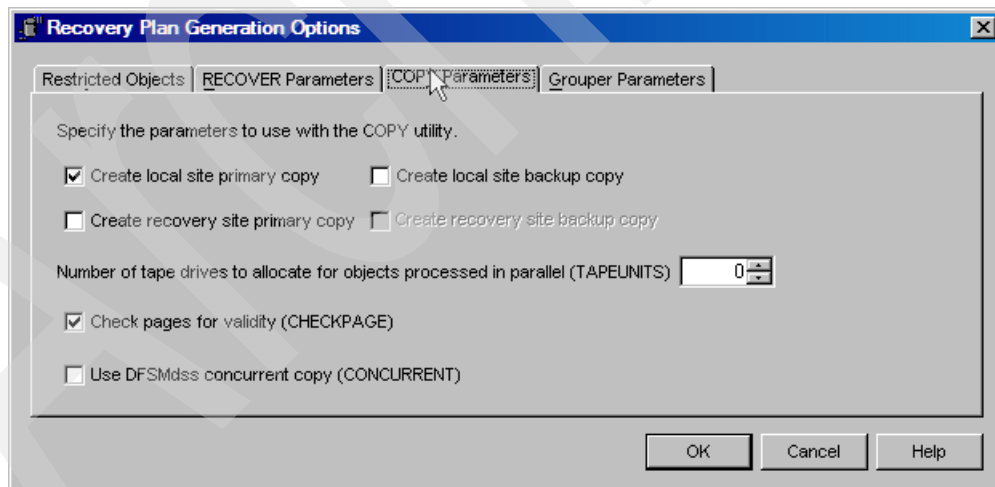 Recovery Plan Generation Options
Restricted Objects RECOVER Parameters COPY Parameters Grouper Parameters
Specify the parameters to use with the COPY utility.
Create local site primary copy Create local site backup copy
Create recovery site primary copy Create recovery site backup copy
Number of tape drives to allocate for objects processed in parallel (TAPEUNITS) 0
Check pages for validity (CHECKPAGE)
Use DFSMdss concurrent copy (CONCURRENT)
OK Cancel Help